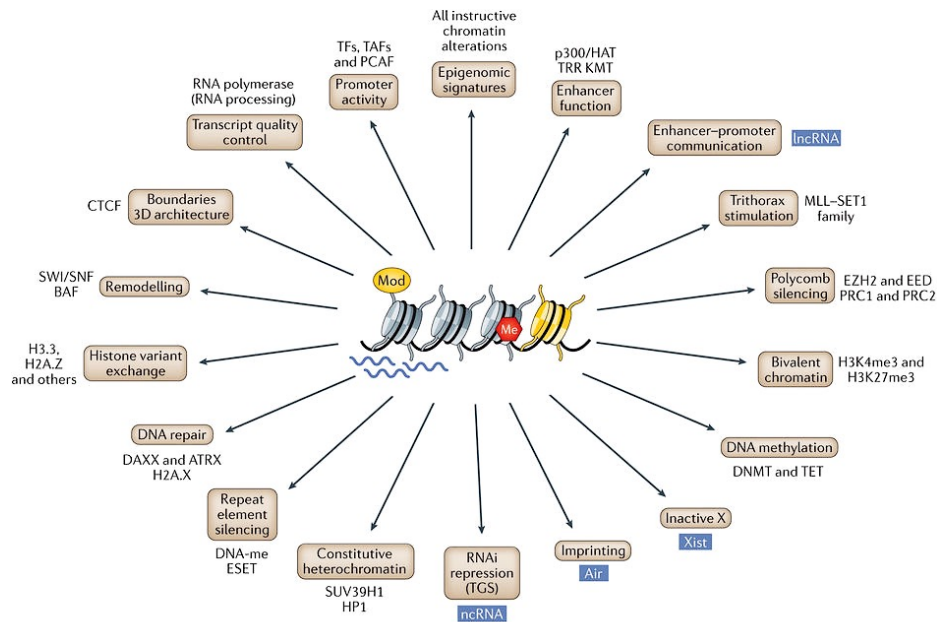 All instructive
chromatin
alterations
Epigenomic
signatures
p300/HAT
TRR KMT
Enhancer
function
Enhancer–promoter
communication
lncRNA
Trithorax
stimulation
MLL–SET1
family
Polycomb
silencing
EZH2 and EED
PRC1 and PRC2
Bivalent
chromatin
H3K4me3 and
H3K27me3
DNA methylation
DNMT and TET
Inactive X
Xist
Imprinting
Air
RNAi
repression
(TGS)
ncRNA
Constitutive
heterochromatin
SUV39H1
HP1
Repeat
element
silencing
DNA-me
ESET
DNA repair
DAXX and ATRX
H2A.X
H3.3,
H2A.Z
and others
Histone variant
exchange
SWI/SNF
BAF
Remodelling
CTCF
Boundaries
3D architecture
RNA polymerase
(RNA processing)
Transcript quality
control
TFs, TAFs
and PCAF
Promoter
activity
Mod
Me